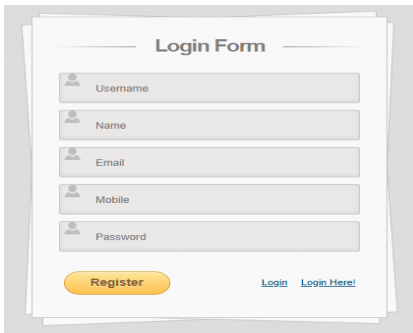 Login Form
Username
Name
Email
Mobile
Password
Register Login Login Here!